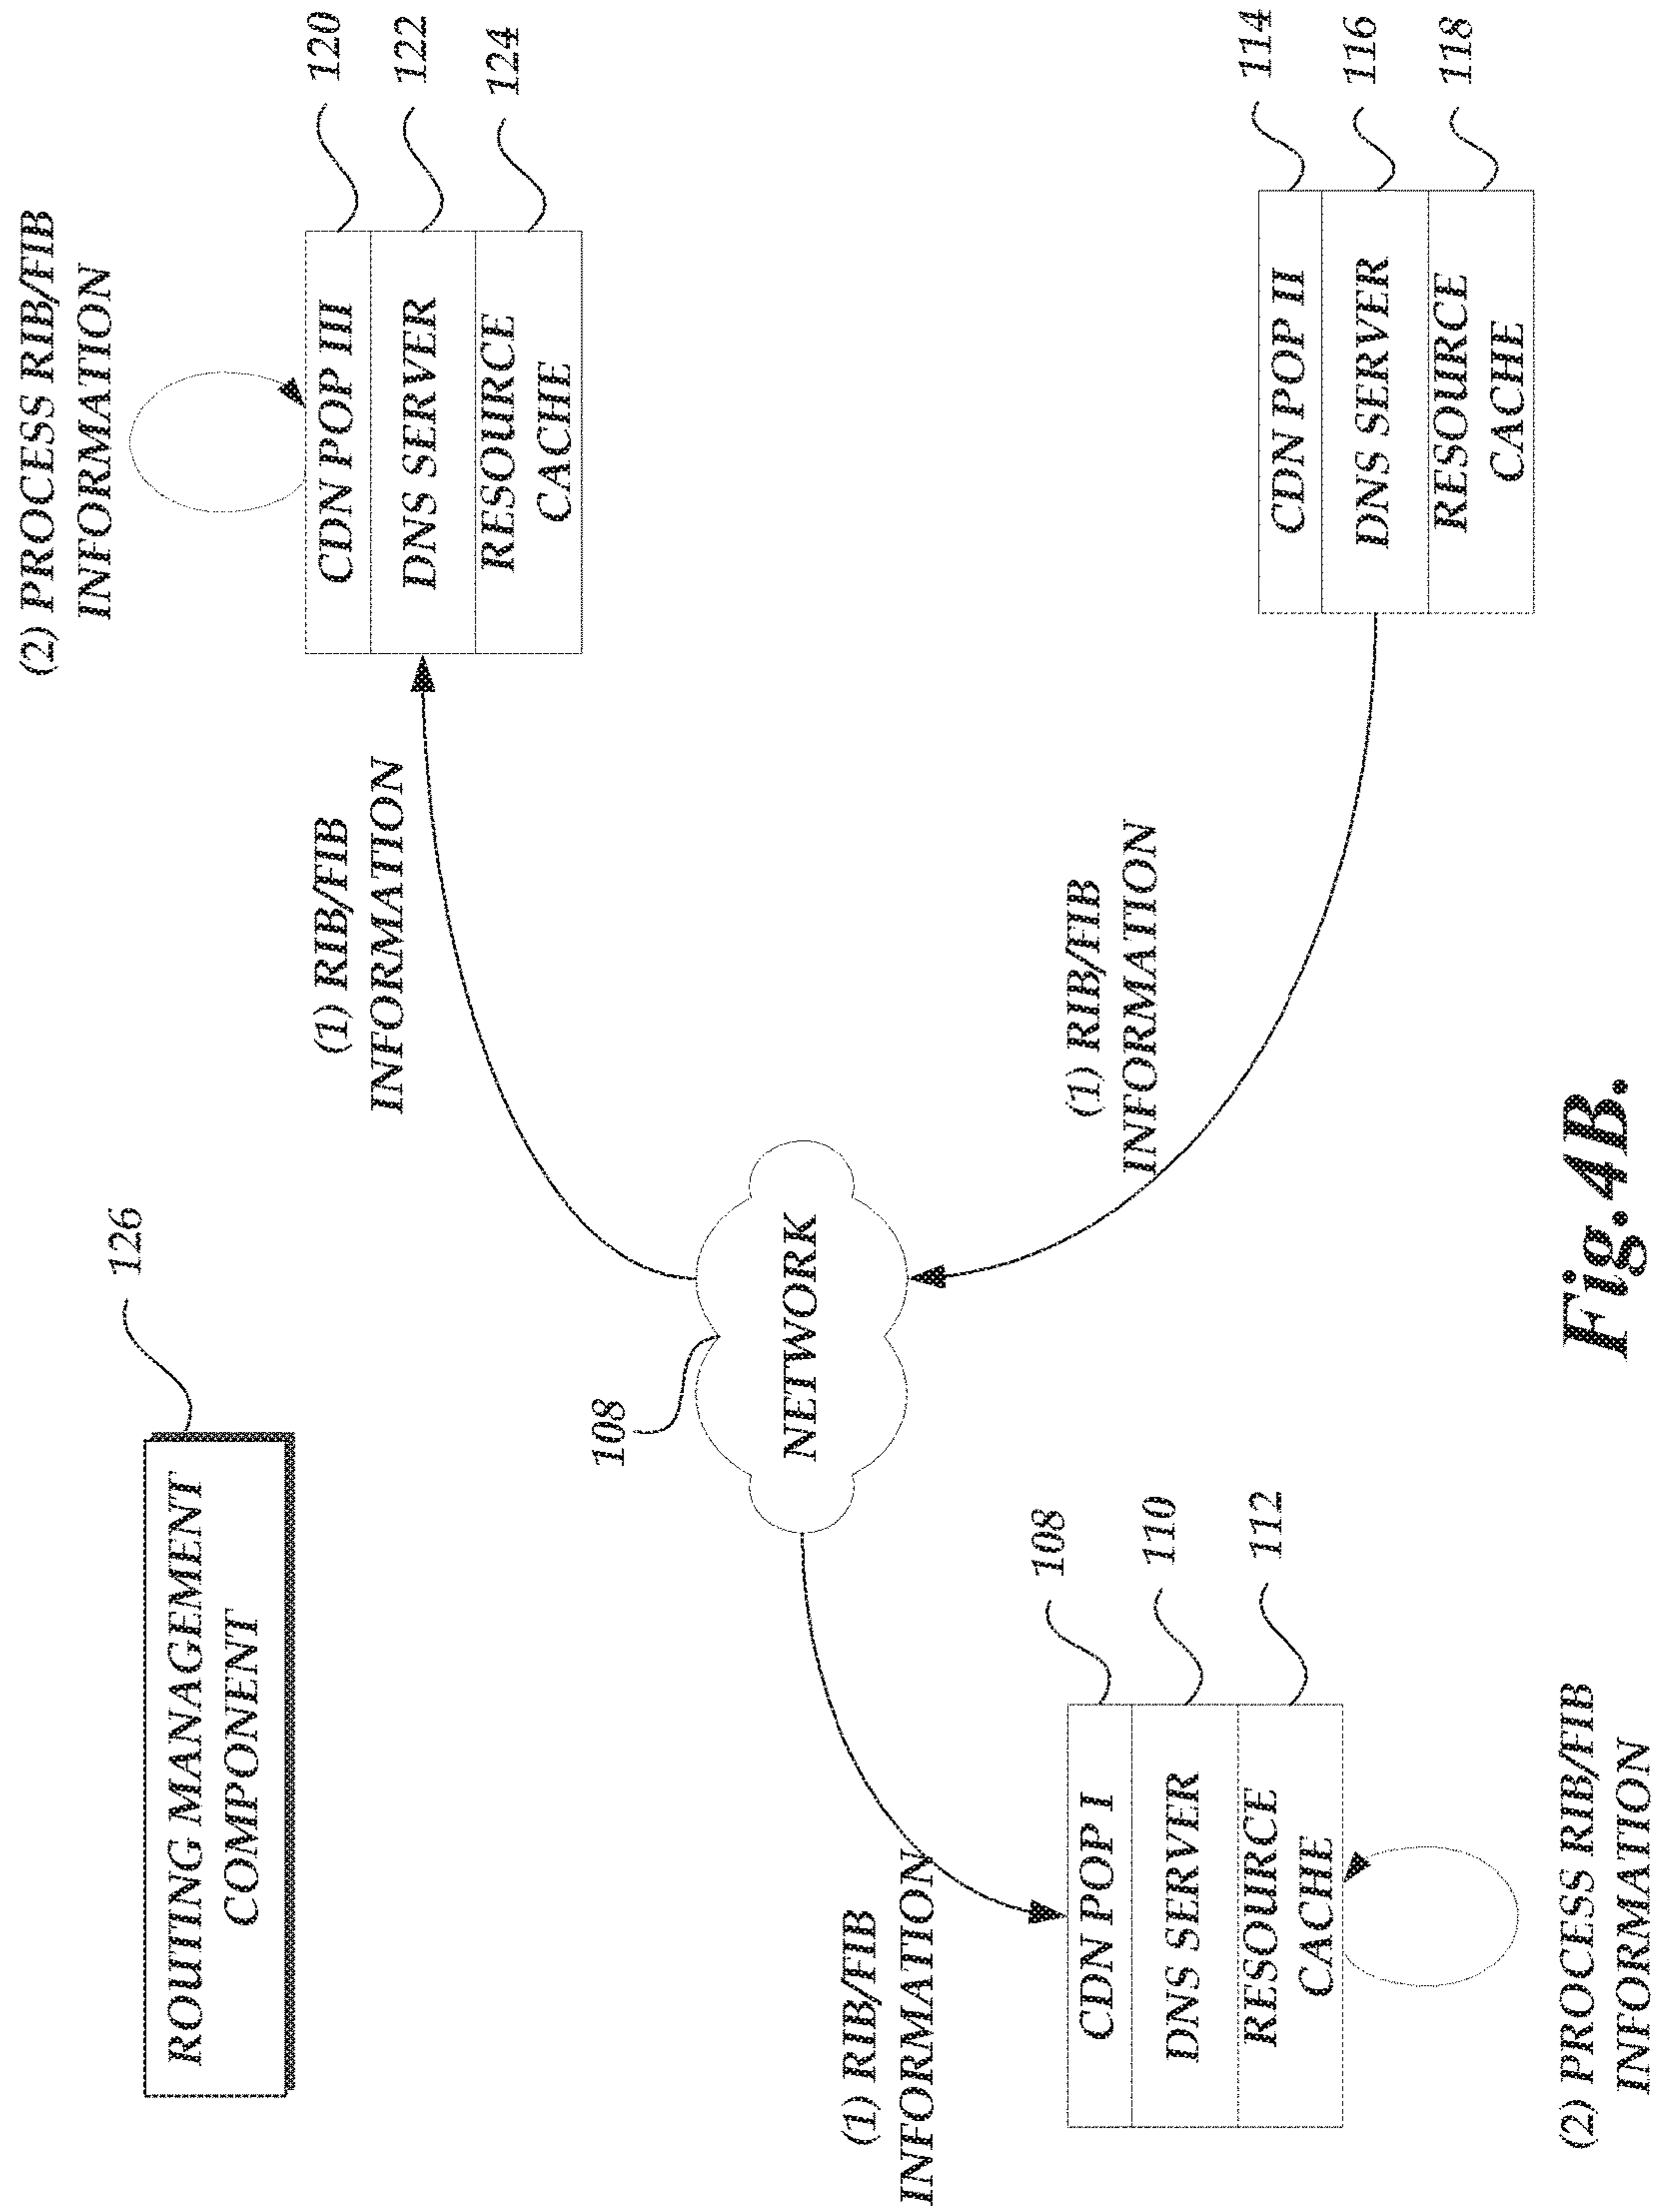 (2) PROCESS RIB/FIB
INFORMATION
ROUTING MANAGEMENT
COMPONENT
126
CDN POP III
DNS SERVER
RESOURCE
CACHE
120
122
124
(1) RIB/FIB
INFORMATION
108
NETWORK
(1) RIB/FIB
INFORMATION
CDN POP I
DNS SERVER
RESOURCE
CACHE
108
110
112
(1) RIB/FIB
INFORMATION
CDN POP II
DNS SERVER
RESOURCE
CACHE
114
116
118
(2) PROCESS RIB/FIB
INFORMATION
Fig.4B.